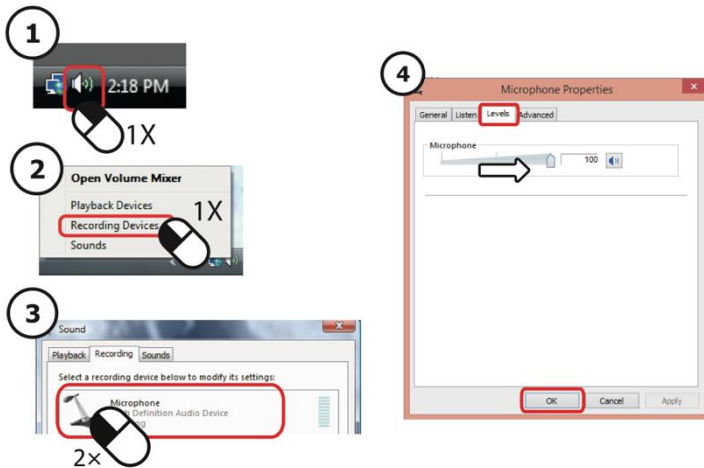 1
2:18 PM
1X
2
Open Volume Mixer
Playback Devices
1X
Recording Devices
Sounds
3
Sound
Playback Recording Sounds
Select a recording device below to modify its settings:
Microphone
Definition Audio Device
2×
4
Microphone Properties
General Listen Levels Advanced
Microphone
100
OK Cancel Apply